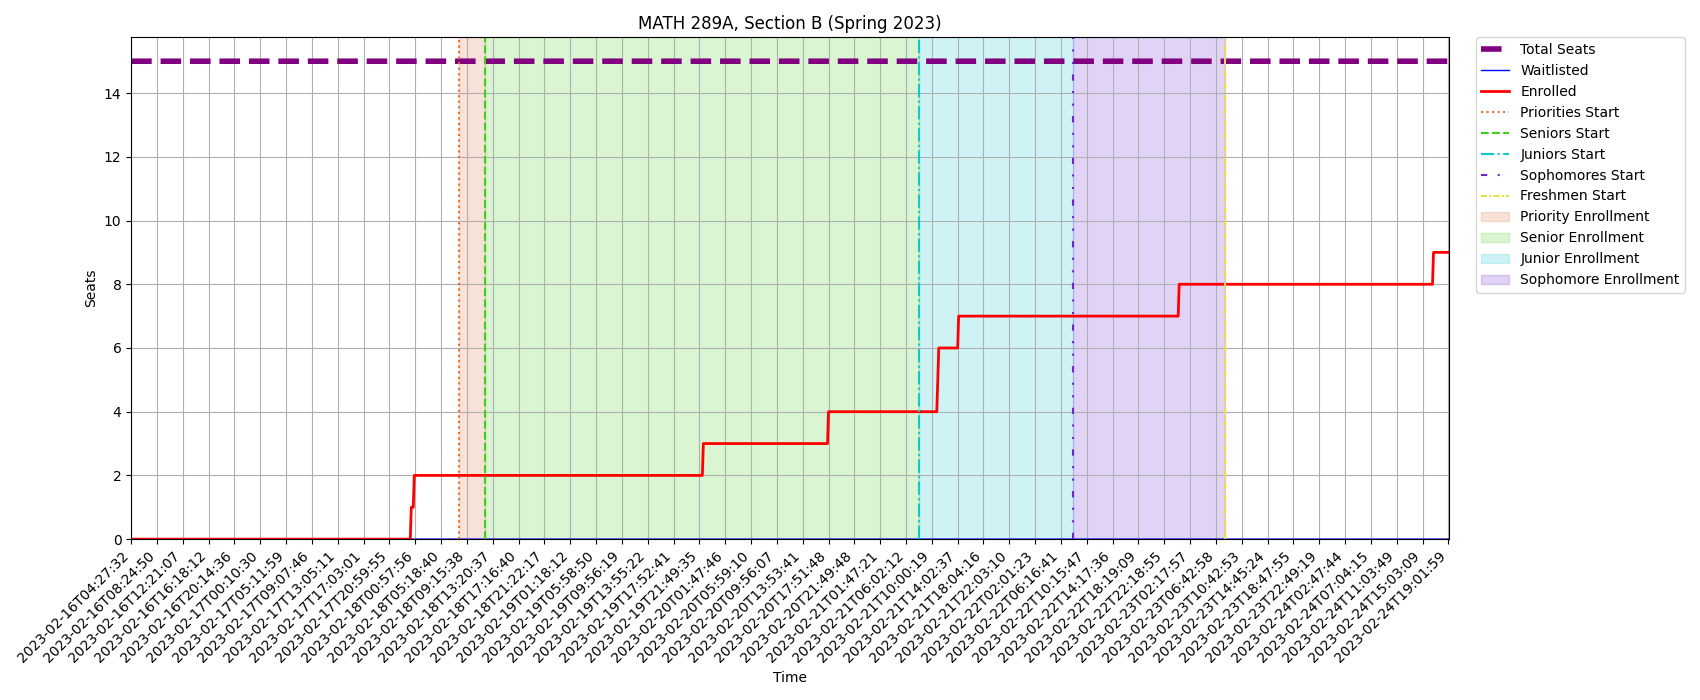 MATH 289A, Section B (Spring 2023)
Total Seats
Waitlisted
Enrolled
Priorities Start
Seniors Start
Juniors Start
Sophomores Start
Freshmen Start
Priority Enrollment
Senior Enrollment
Junior Enrollment
Sophomore Enrollment
Seats
14
12
10
8
6
4
2
0
2023-02-16T04:27:32
2023-02-16T08:24:50
2023-02-16T12:21:07
2023-02-16T16:18:12
2023-02-16T20:14:36
2023-02-17T00:10:30
2023-02-17T05:11:59
2023-02-17T09:07:46
2023-02-17T13:05:11
2023-02-17T17:03:01
2023-02-17T20:59:55
2023-02-18T00:57:56
2023-02-18T05:18:40
2023-02-18T09:15:38
2023-02-18T13:20:37
2023-02-18T17:16:40
2023-02-18T21:22:17
2023-02-19T01:18:12
2023-02-19T05:58:50
2023-02-19T09:56:19
2023-02-19T13:55:22
2023-02-19T17:52:41
2023-02-19T21:49:35
2023-02-20T01:47:46
2023-02-20T05:59:10
2023-02-20T09:56:07
2023-02-20T13:53:41
2023-02-20T17:51:48
2023-02-20T21:49:48
2023-02-21T01:47:21
2023-02-21T06:02:12
2023-02-21T10:00:19
2023-02-21T14:02:37
2023-02-21T18:04:16
2023-02-21T22:03:10
2023-02-22T02:01:23
2023-02-22T06:16:41
2023-02-22T10:15:47
2023-02-22T14:17:36
2023-02-22T18:19:09
2023-02-22T22:18:55
2023-02-23T02:17:57
2023-02-23T06:42:58
2023-02-23T10:42:53
2023-02-23T14:45:24
2023-02-23T18:47:55
2023-02-23T22:49:19
2023-02-24T02:47:44
2023-02-24T07:04:15
2023-02-24T11:03:49
2023-02-24T15:03:09
2023-02-24T19:01:59
Time